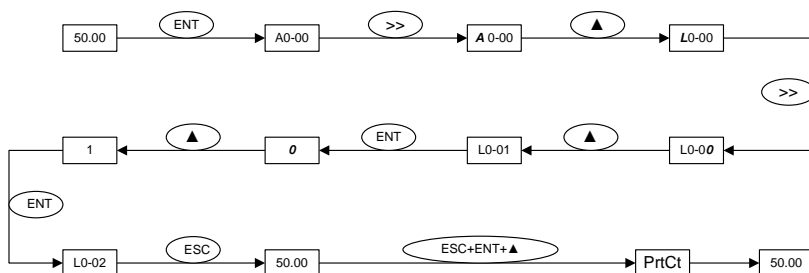 50.00 ENT A0-00 >> A 0-00 ▲ L0-00
>>
1 ▲ 0 ENT L0-01 ▲ L0-00
ENT
L0-02 ESC 50.00 ESC+ENT+▲ PrtCt 50.00